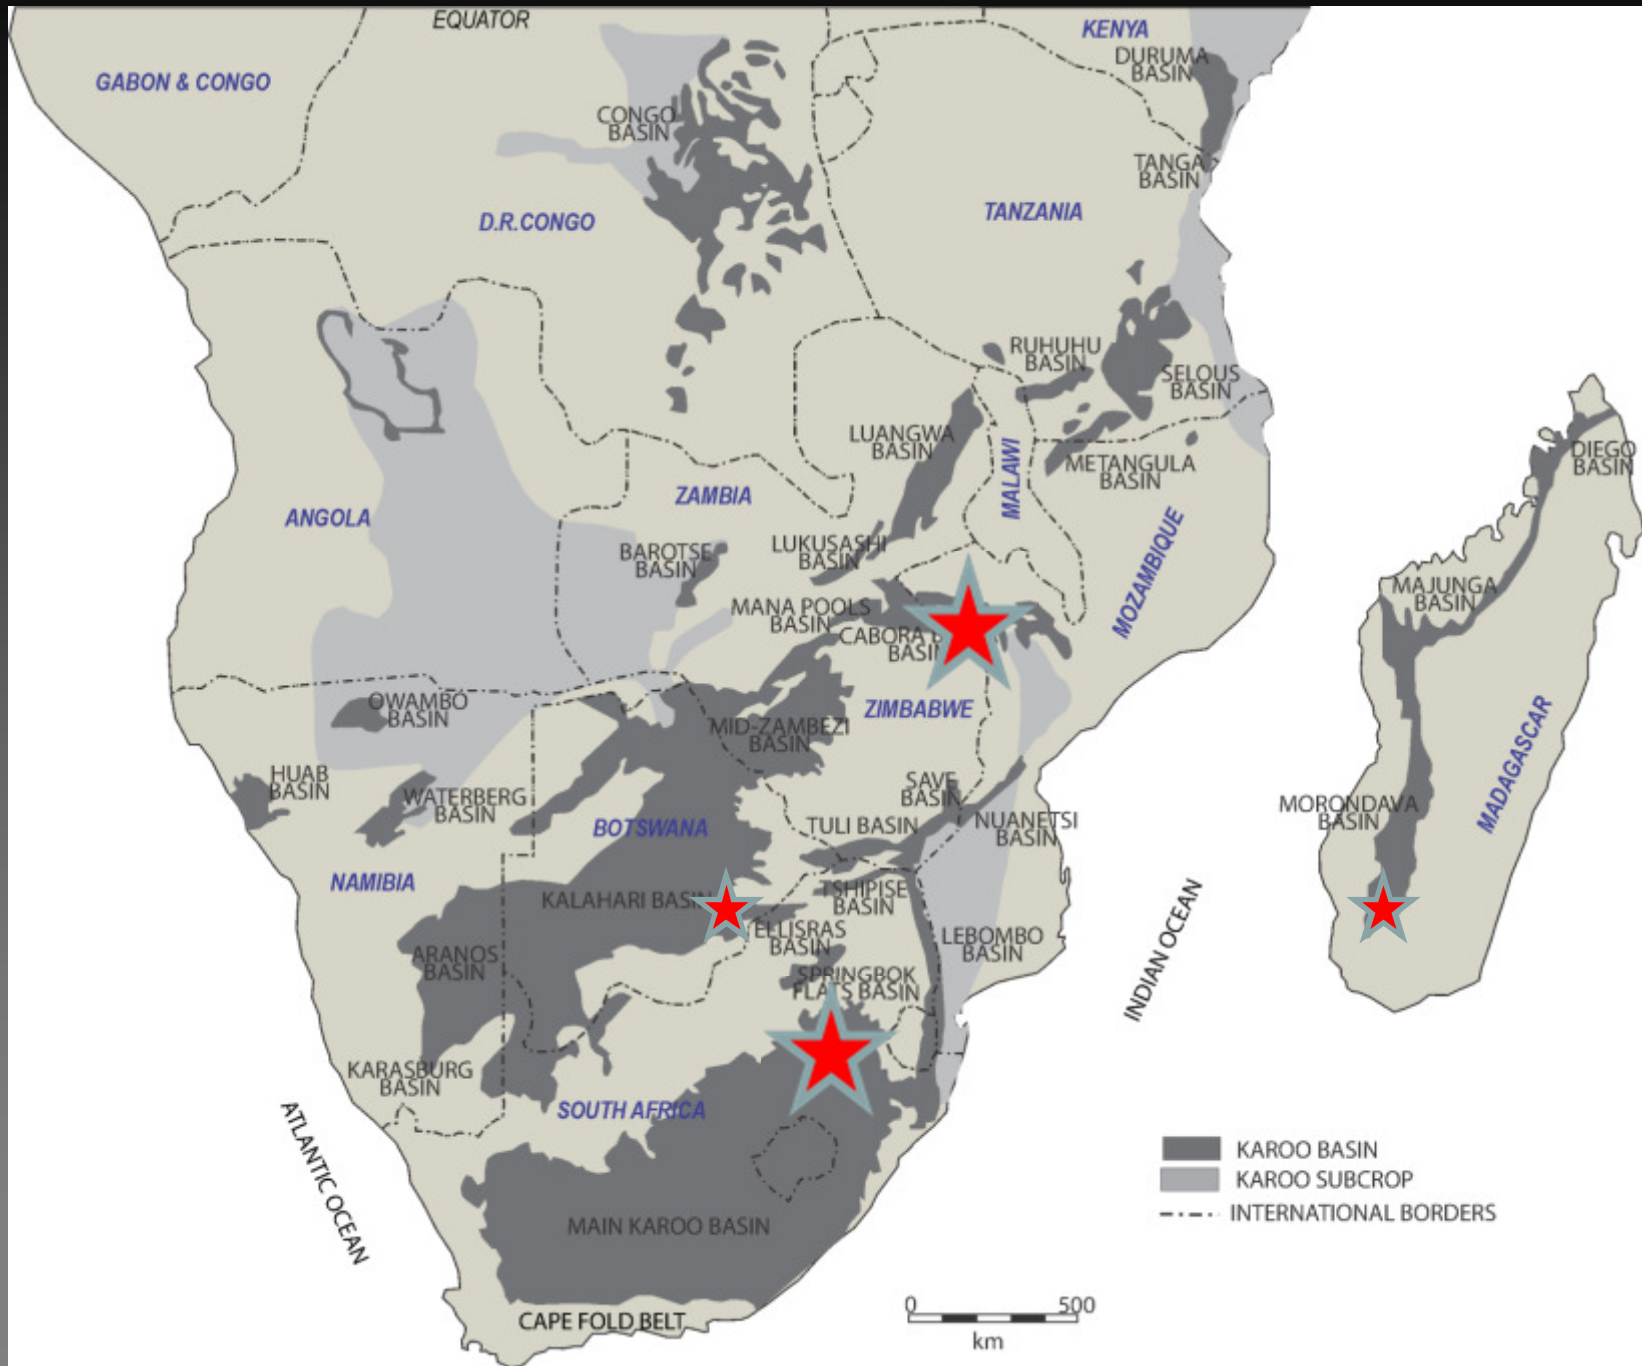 EQUATOR
KENYA
GABON & CONGO
DURUMA
BASIN
CONGO
BASIN
TANGA
BASIN
D.R.CONGO
TANZANIA
RUHUHU
BASIN
SELOUS
BASIN
LUANGWA
BASIN
MALAWI
METANGULA
BASIN
DIEGO
BASIN
ZAMBIA
ANGOLA
MOZAMBIQUE
BAROTSE
BASIN
LUKUSASHI
BASIN
MAJUNGA
BASIN
MANA POOLS
BASIN
CABORA
OWAMBO
BASIN
ZIMBABWE
MID-ZAMBEZI
BASIN
MADAGASCAR
HUAB
BASIN
WATERBERG
BASIN
SAVE
BASIN
BOTSWANA
TULI BASIN
NUANETSI
BASIN
MORONDAVA
BASIN
NAMIBIA
KALAHARI BASIN
TSHIPISE
BASIN
ELLISRAS
BASIN
LEBOMBO
BASIN
ARANOS
BASIN
SPRINGBOK
FLATS BASIN
INDIAN OCEAN
KARASBURG
BASIN
SOUTH AFRICA
ATLANTIC OCEAN
KAROO BASIN
KAROO SUBCROP
INTERNATIONAL BORDERS
MAIN KAROO BASIN
0 500
km
CAPE FOLD BELT